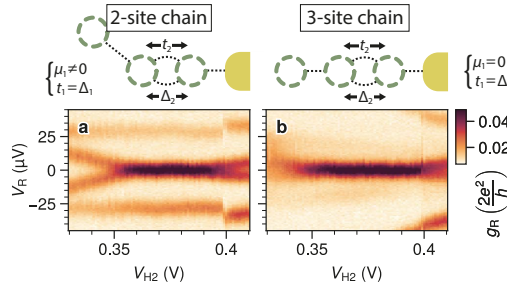 2-site chain
3-site chain
t₂
t₂
μ₁≠0
t₁=Δ₁
μ₁=0
t₁=Δ
Δ₂
Δ₂
a
b
V_R (μV)
25
0
−25
0.35
0.4
0.35
0.4
V_H2 (V)
V_H2 (V)
0.04
0.02
g_R (2e²/h)